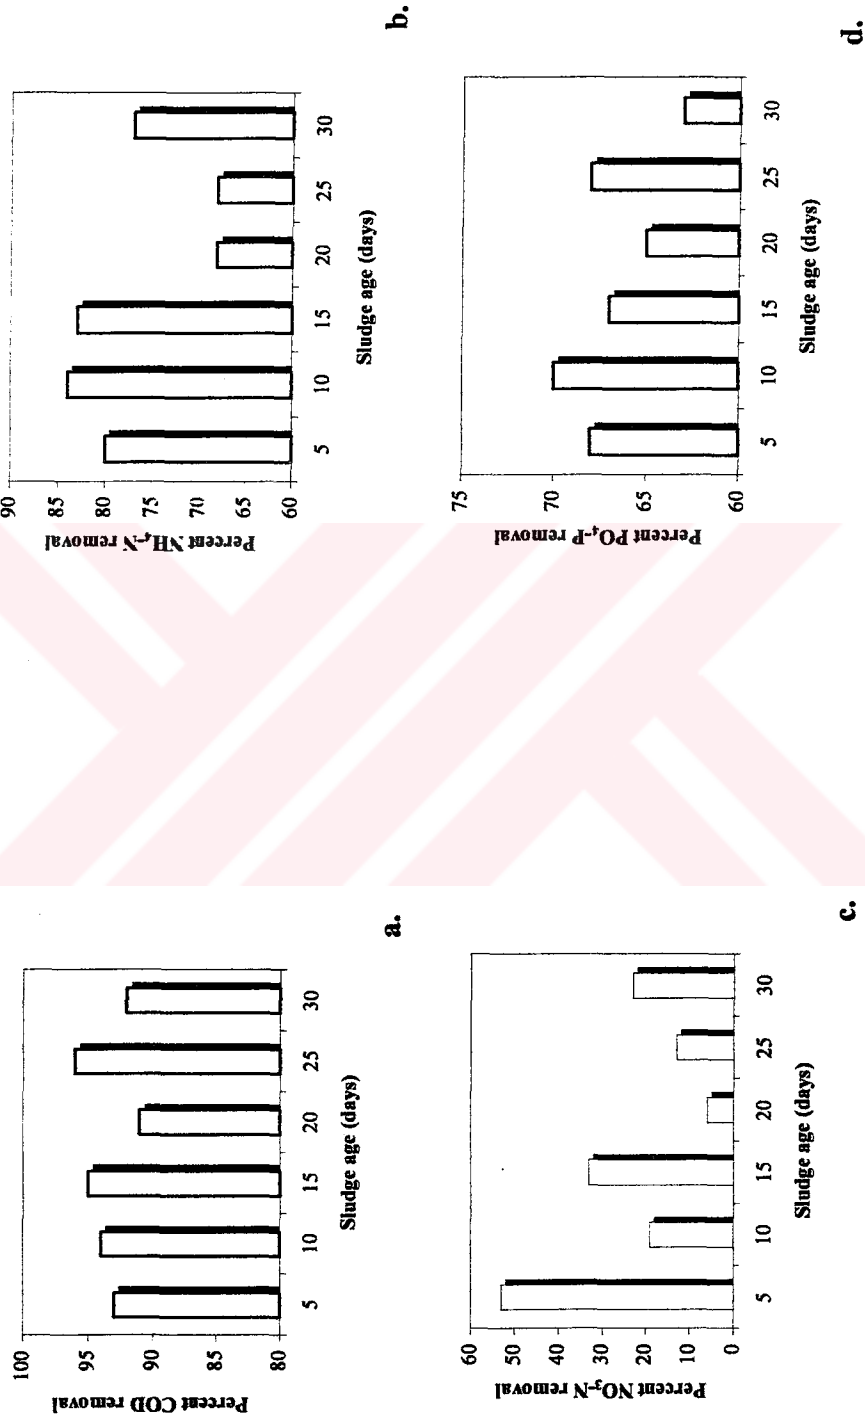 Percent COD removal
100
95
90
85
80
5 10 15 20 25 30
Sludge age (days)
a.
Percent NH4-N removal
90
85
80
75
70
65
60
5 10 15 20 25 30
Sludge age (days)
b.
Percent NO3-N removal
60
50
40
30
20
10
0
5 10 15 20 25 30
Sludge age (days)
c.
Percent PO4-P removal
75
70
65
60
5 10 15 20 25 30
Sludge age (days)
d.